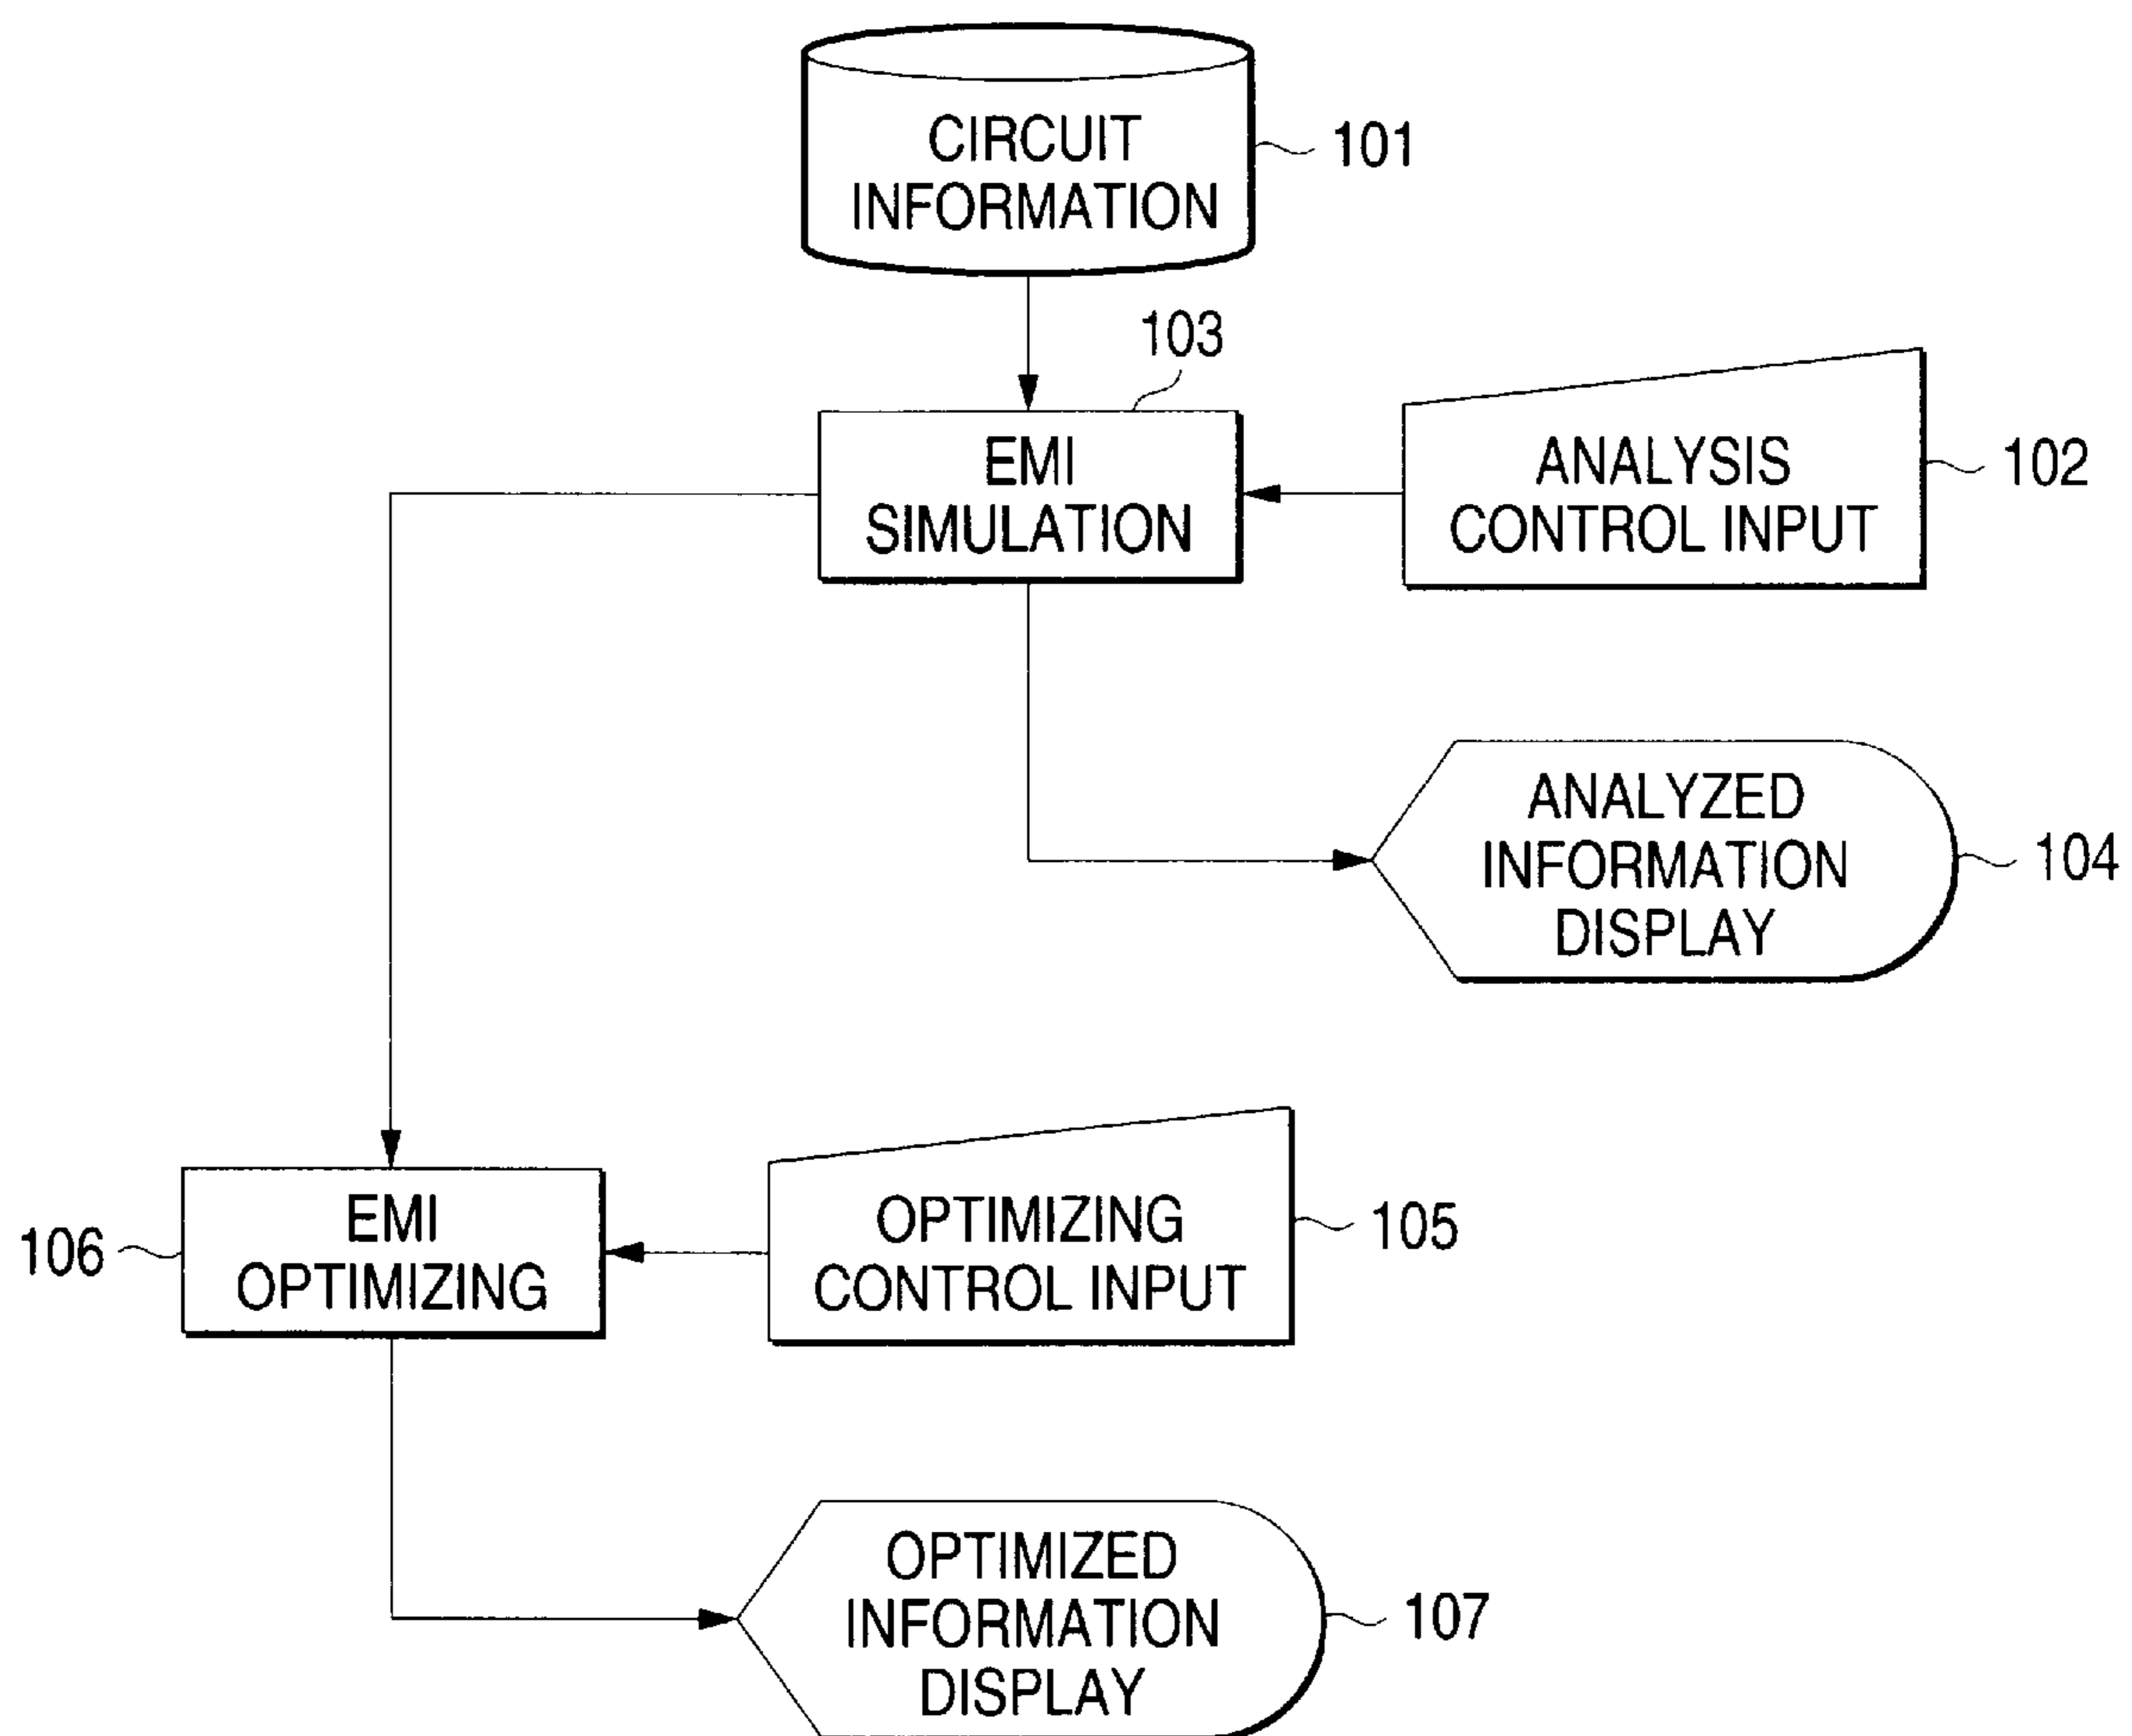 CIRCUIT
INFORMATION
101
103
EMI
SIMULATION
ANALYSIS
CONTROL INPUT
102
ANALYZED
INFORMATION
DISPLAY
104
106
EMI
OPTIMIZING
OPTIMIZING
CONTROL INPUT
105
OPTIMIZED
INFORMATION
DISPLAY
107